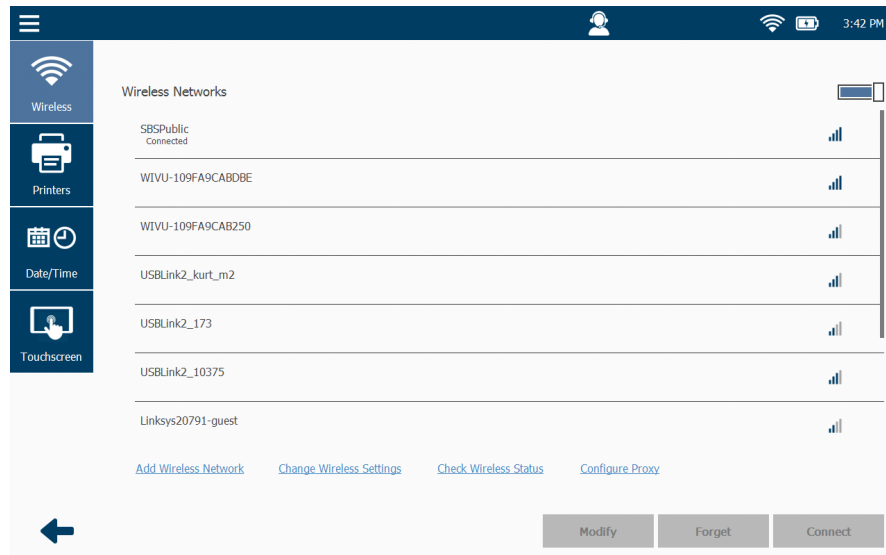 3:42 PM
Wireless
Printers
Date/Time
Touchscreen
Wireless Networks
SBSPublic
Connected
WIVU-109FA9CABDBE
WIVU-109FA9CAB250
USBLink2_kurt_m2
USBLink2_173
USBLink2_10375
Linksys20791-guest
Add Wireless Network Change Wireless Settings Check Wireless Status Configure Proxy
Modify Forget Connect